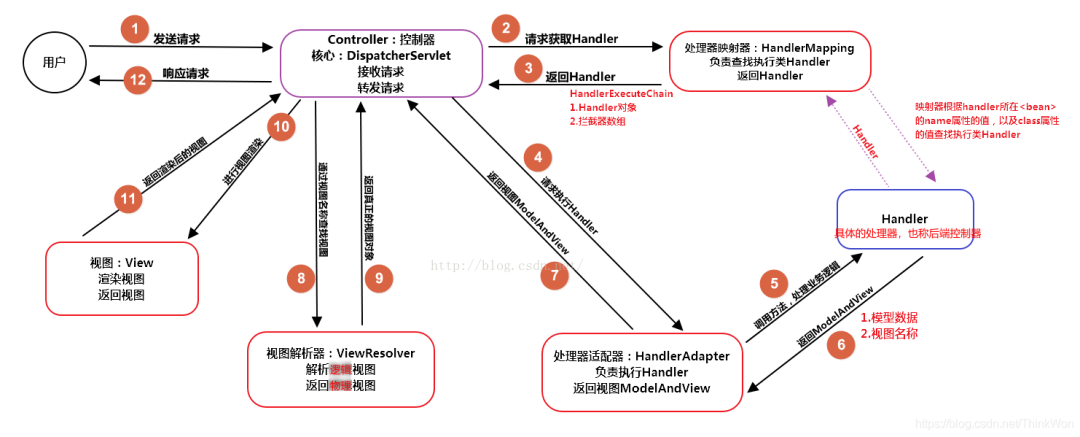 1
发送请求
用户
12
响应请求
Controller：控制器
核心：DispatcherServlet
接收请求
转发请求
2
请求获取Handler
3
返回Handler
HandlerExecuteChain
1.Handler对象
2.拦截器数组
处理器映射器：HandlerMapping
负责查找执行类Handler
返回Handler
映射器根据handler所在<bean>
的name属性的值，以及class属性
的值查找执行类Handler
Handler
4
请求执行Handler
Handler
具体的处理器，也称后端控制器
5
调用方法，处理业务逻辑
6
返回ModelAndView
1.模型数据
2.视图名称
处理器适配器：HandlerAdapter
负责执行Handler
返回视图ModelAndView
7
返回视图ModelAndView
8
通过视图名称查找视图
9
返回真正的视图对象
视图解析器：ViewResolver
解析逻辑视图
返回物理视图
10
进行视图渲染
11
返回渲染后的视图
视图：View
渲染视图
返回视图
http://blog.csdn.net/
https://blog.csdn.net/ThinkWon